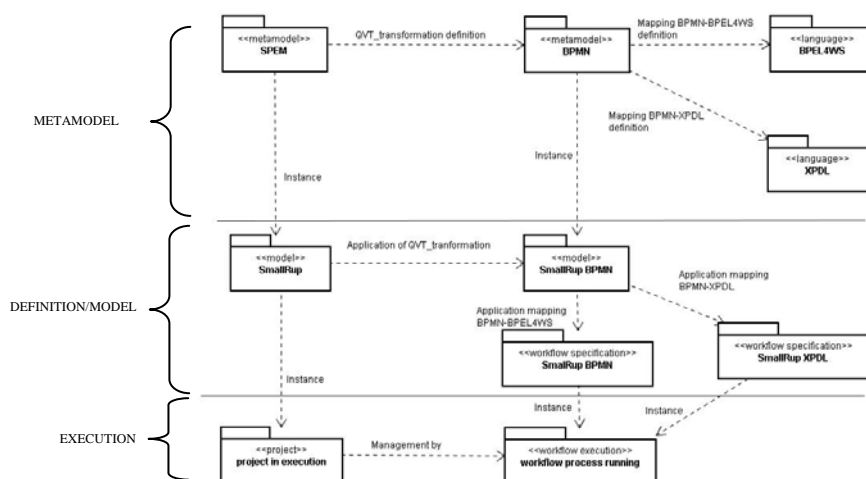 <<metamodel>>
SPEM
QVT_transformation definition
<<metamodel>>
BPMN
Mapping BPMN-BPEL4WS
definition
<<language>>
BPEL4WS
METAMODEL
Mapping BPMN-XPDL
definition
<<language>>
XPDL
Instance
Instance
<<model>>
SmallRup
Application of QVT_tranformation
<<model>>
SmallRup BPMN
Application mapping
BPMN-XPDL
DEFINITION/MODEL
Application mapping
BPMN-BPEL4WS
<<workflow specification>>
SmalRup BPMN
<<workflow specification>>
SmallRup XPDL
Instance
Instance
Instance
EXECUTION
<<project>>
project in execution
Management by
<<workflow execution>>
workflow process running